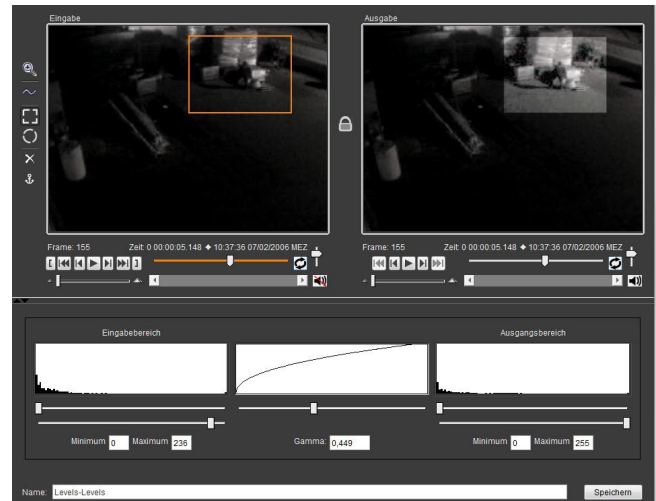 Eingabe
Ausgabe
Frame: 155 Zeit: 0 00:00:05.148 ◆ 10:37:36 07/02/2006 MEZ
Frame: 155 Zeit: 0 00:00:05.148 ◆ 10:37:36 07/02/2006 MEZ
Eingabebereich
Ausgangsbereich
Minimum 0 Maximum 236
Gamma: 0,449
Minimum 0 Maximum 255
Name: Levels-Levels
Speichern